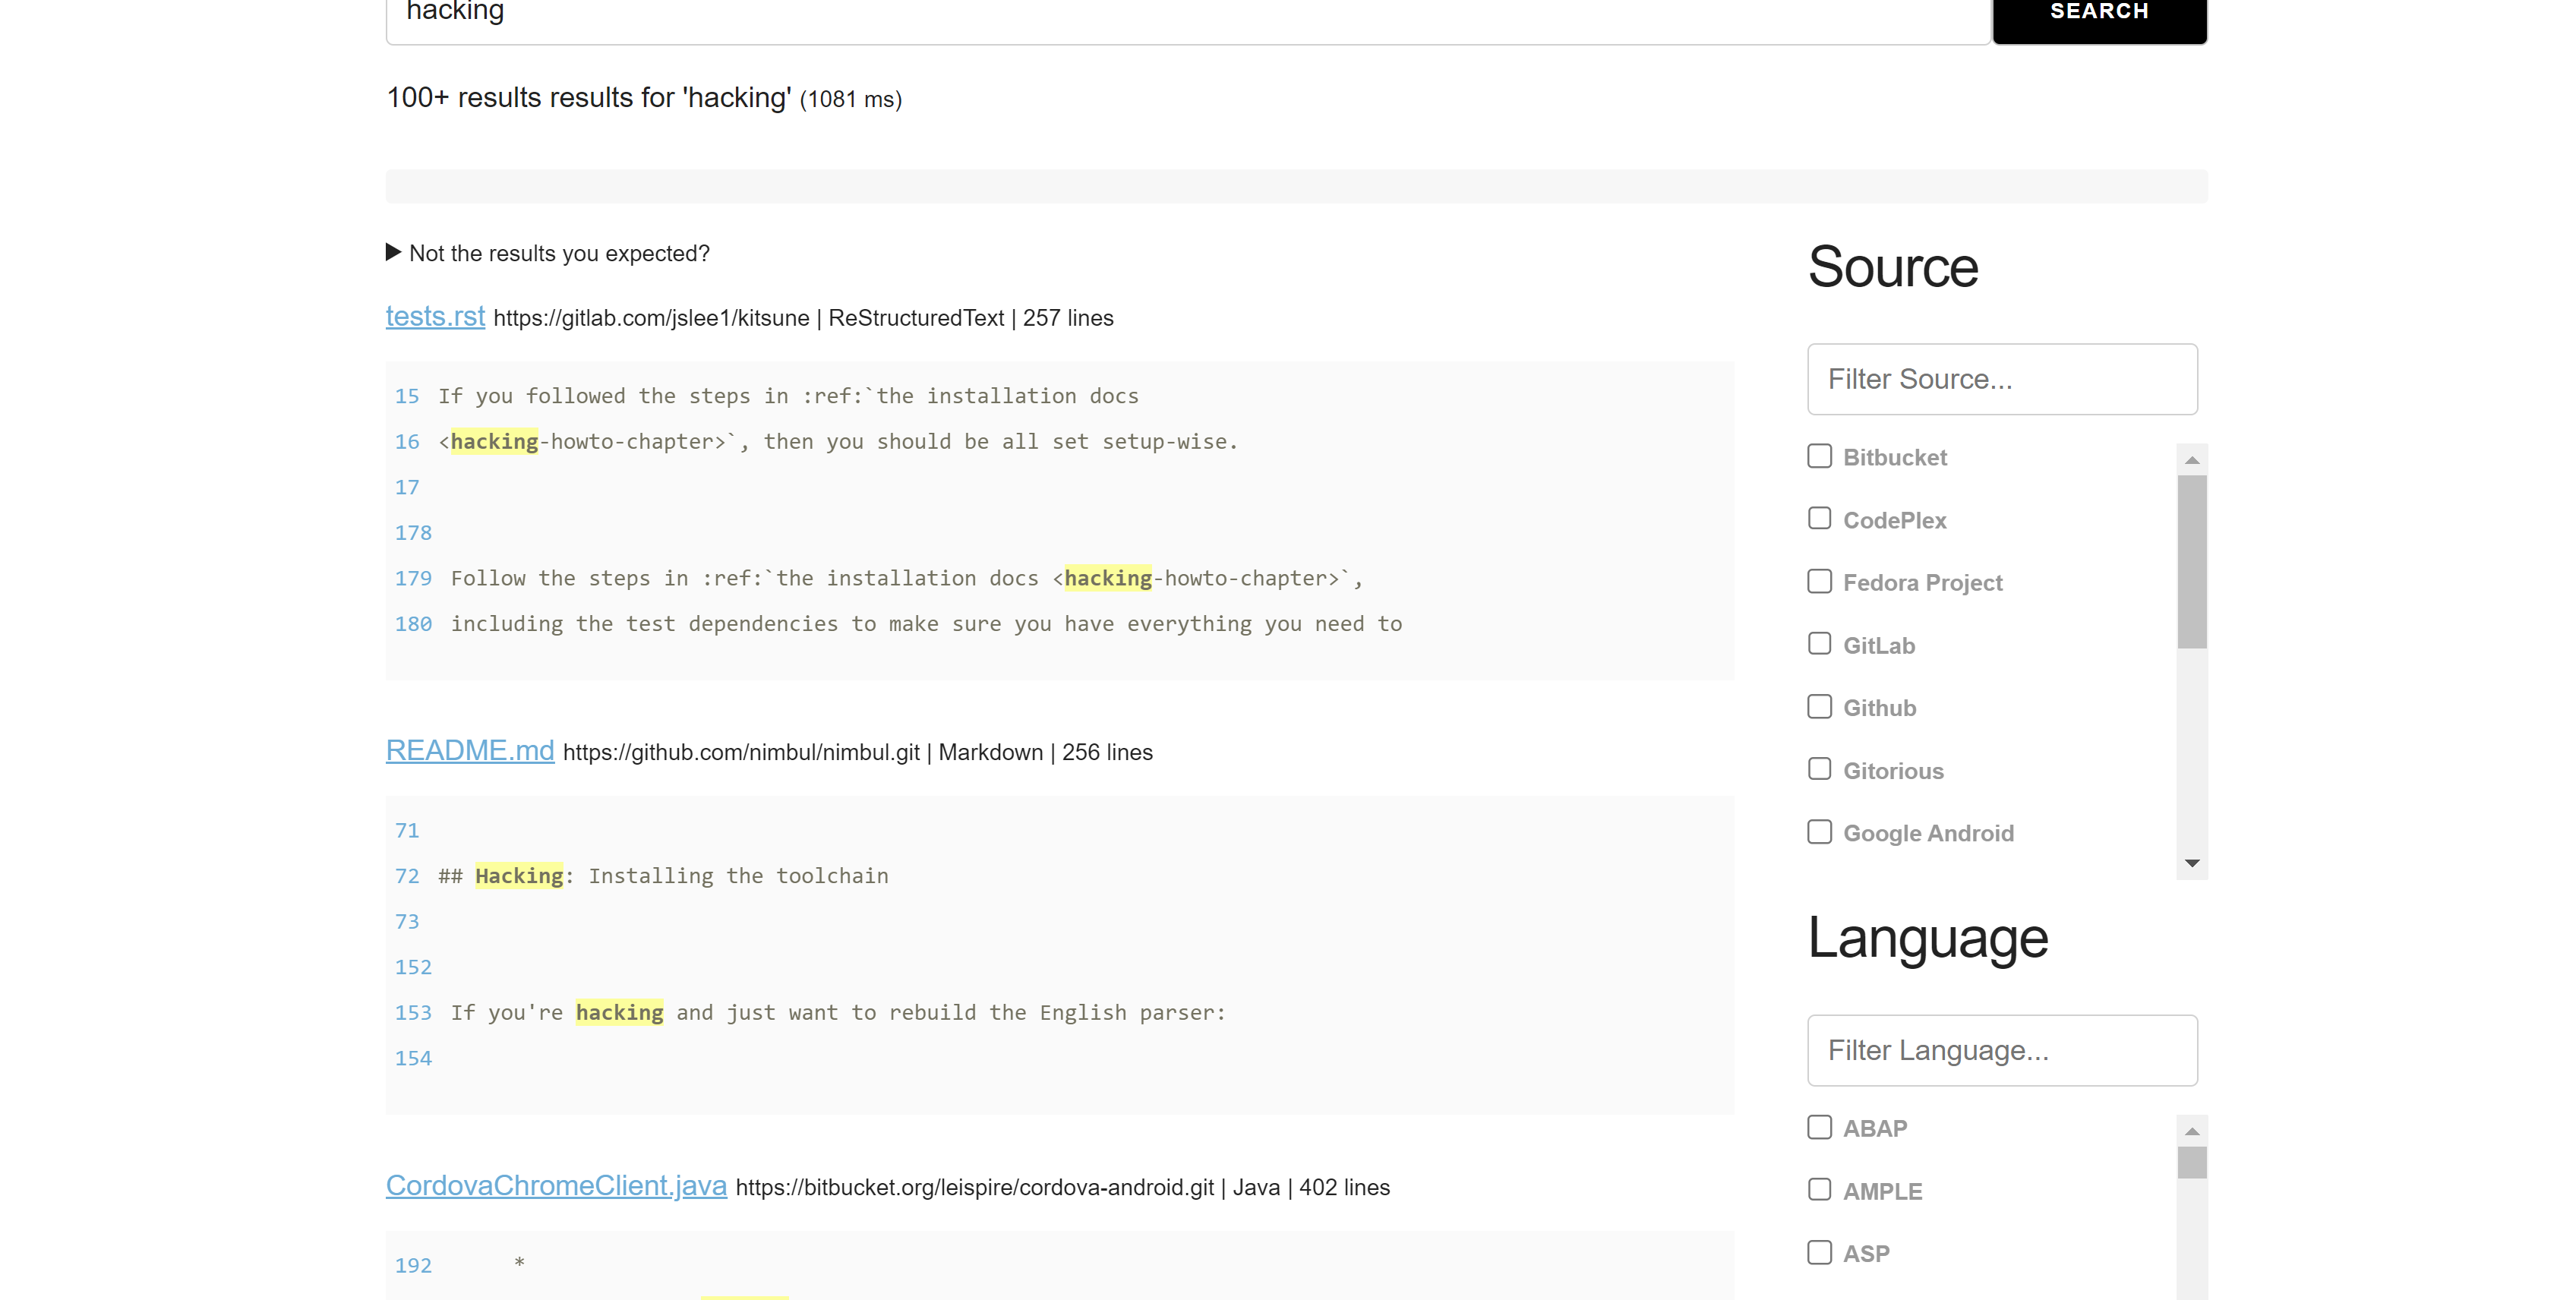 hacking
SEARCH
100+ results results for 'hacking' (1081 ms)
Not the results you expected?
tests.rst https://gitlab.com/jslee1/kitsune | ReStructuredText | 257 lines
15 If you followed the steps in :ref:`the installation docs
16 <hacking-howto-chapter>`, then you should be all set setup-wise.
17
178
179 Follow the steps in :ref:`the installation docs <hacking-howto-chapter>`,
180 including the test dependencies to make sure you have everything you need to
README.md https://github.com/nimbul/nimbul.git | Markdown | 256 lines
71
72 ## Hacking: Installing the toolchain
73
152
153 If you're hacking and just want to rebuild the English parser:
154
CordovaChromeClient.java https://bitbucket.org/leispire/cordova-android.git | Java | 402 lines
192 *
Source
Filter Source...
Bitbucket
CodePlex
Fedora Project
GitLab
Github
Gitorious
Google Android
Language
Filter Language...
ABAP
AMPLE
ASP